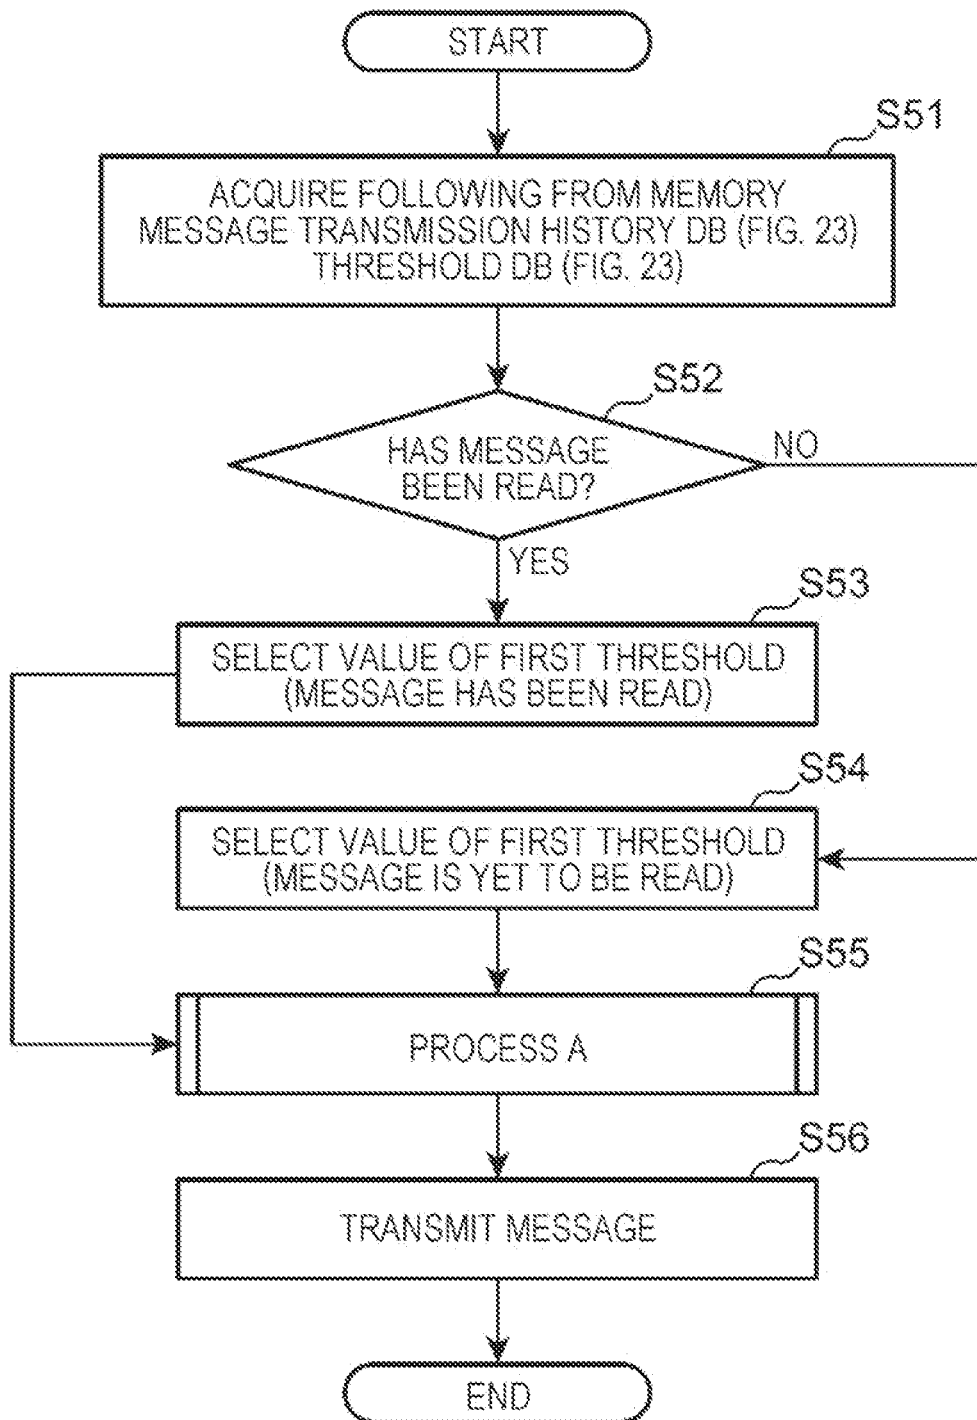 START
S51
ACQUIRE FOLLOWING FROM MEMORY
MESSAGE TRANSMISSION HISTORY DB (FIG. 23)
THRESHOLD DB (FIG. 23)
S52
HAS MESSAGE
BEEN READ?
NO
YES
S53
SELECT VALUE OF FIRST THRESHOLD
(MESSAGE HAS BEEN READ)
S54
SELECT VALUE OF FIRST THRESHOLD
(MESSAGE IS YET TO BE READ)
S55
PROCESS A
S56
TRANSMIT MESSAGE
END